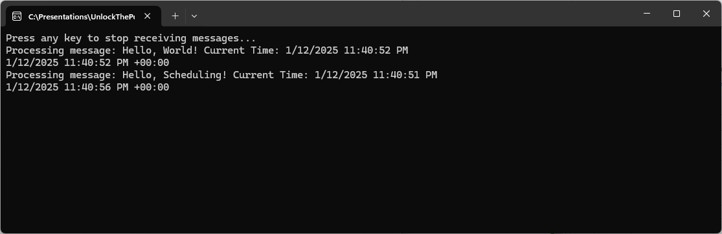 C:\Presentations\UnlockThePo
Press any key to stop receiving messages...
Processing message: Hello, World! Current Time: 1/12/2025 11:40:52 PM
1/12/2025 11:40:52 PM +00:00
Processing message: Hello, Scheduling! Current Time: 1/12/2025 11:40:51 PM
1/12/2025 11:40:56 PM +00:00